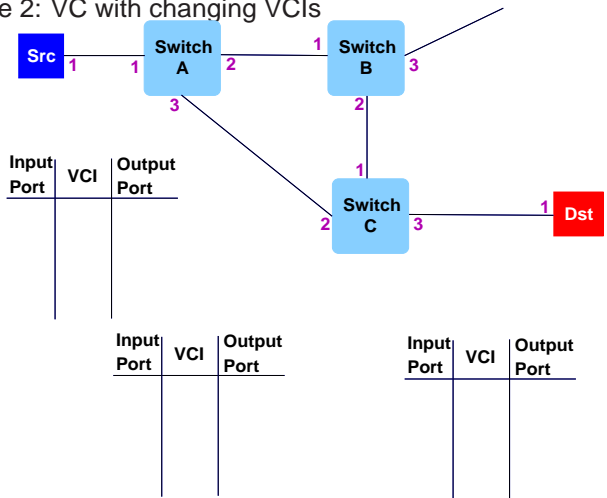 e 2: VC with changing VCIs
Src
1
1
Switch
A
2
3
1
Switch
B
3
2
1
Switch
C
2
3
1
Dst
Input
Port
VCI
Output
Port
Input
Port
VCI
Output
Port
Input
Port
VCI
Output
Port